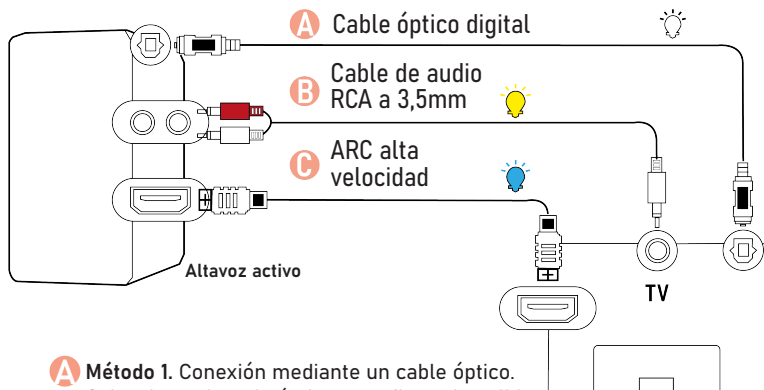 A Cable óptico digital
B Cable de audio
RCA a 3,5mm
C ARC alta
velocidad
Altavoz activo
TV
A Método 1. Conexión mediante un cable óptico.